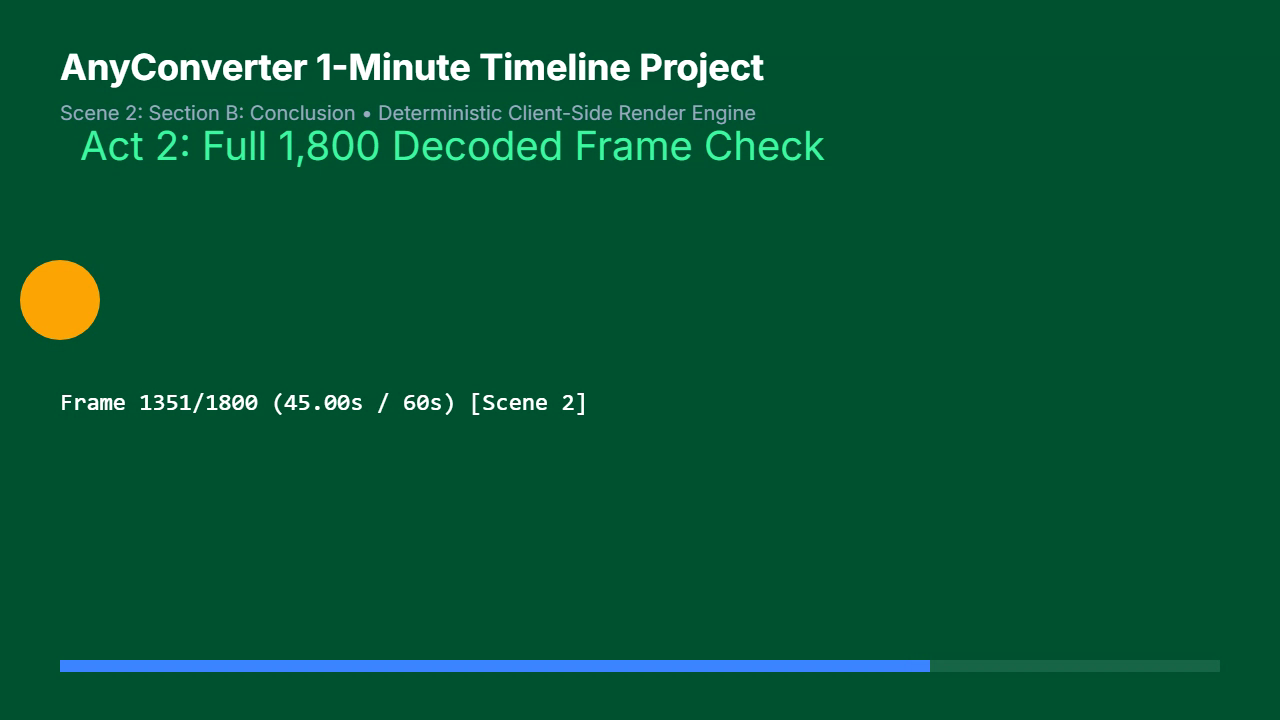 AnyConverter 1-Minute Timeline Project
Scene 2: Section B: Conclusion • Deterministic Client-Side Render Engine
Act 2: Full 1,800 Decoded Frame Check
Frame 1351/1800 (45.00s / 60s) [Scene 2]